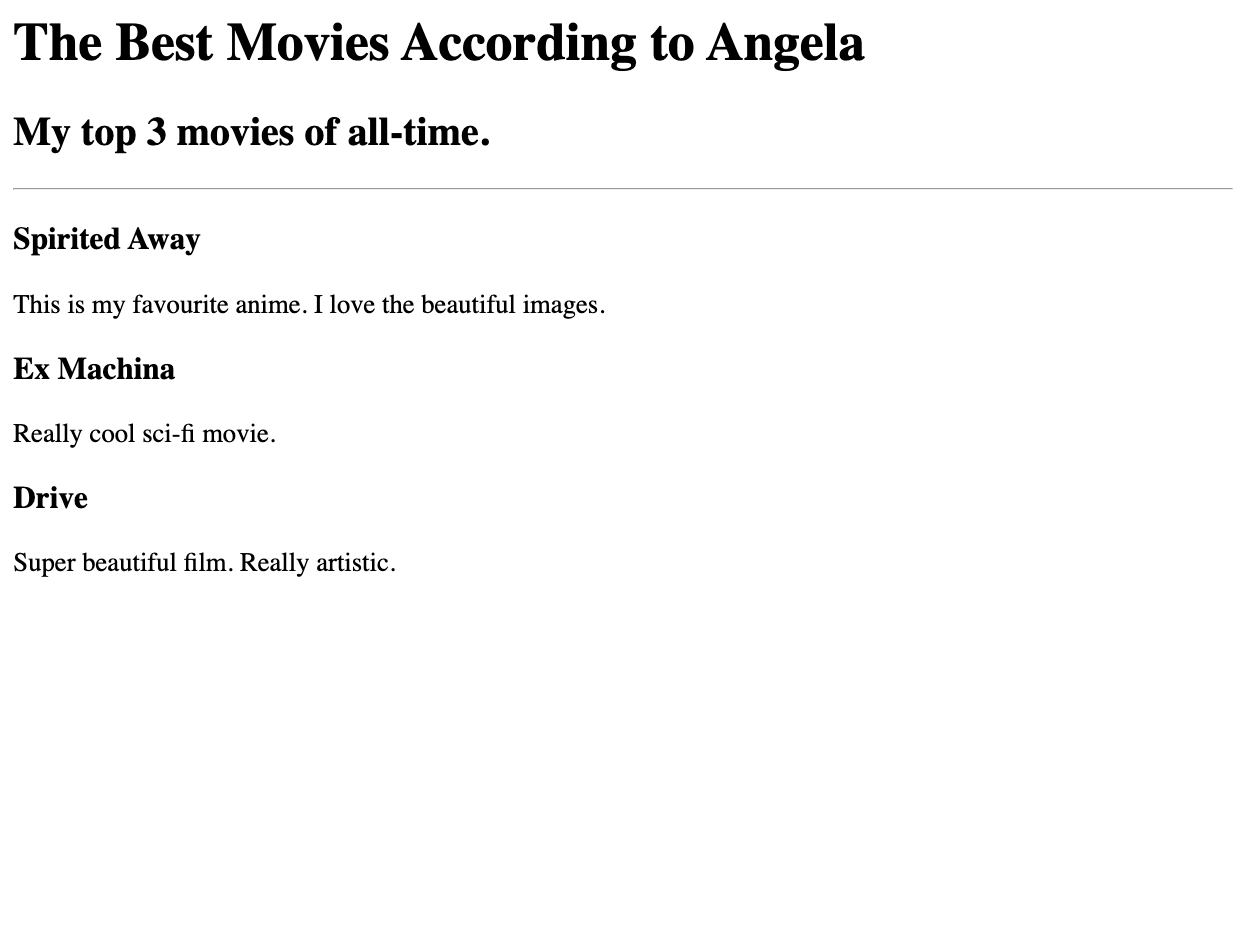 The Best Movies According to Angela
My top 3 movies of all-time.
Spirited Away
This is my favourite anime. I love the beautiful images.
Ex Machina
Really cool sci-fi movie.
Drive
Super beautiful film. Really artistic.